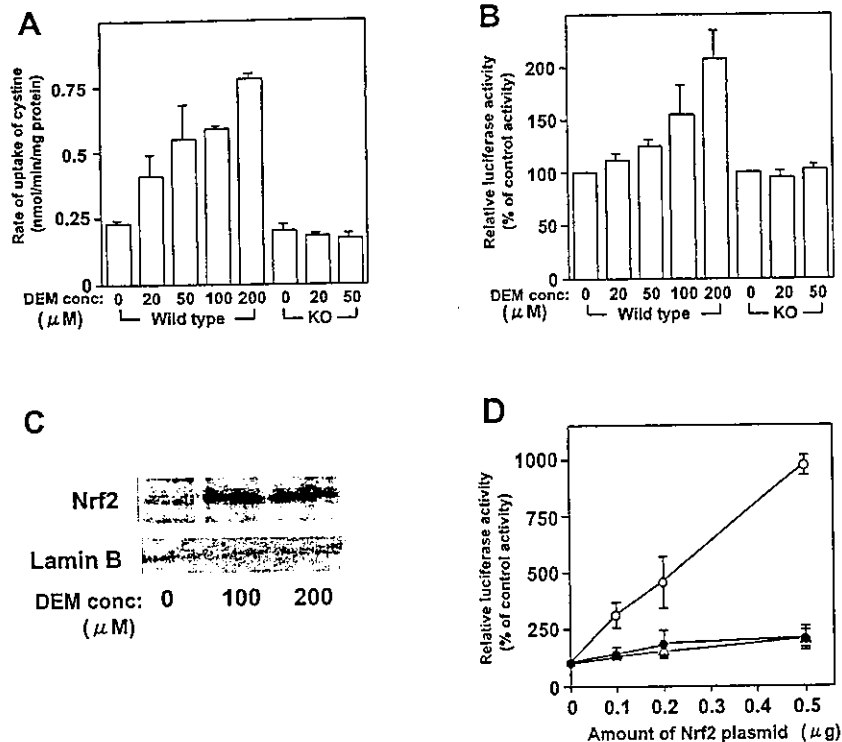 A
Rate of uptake of cystine
(nmol/min/mg protein)
0.75
0.5
0.25
0
DEM conc: 0 20 50 100 200 0 20 50
(μM) Wild type KO
B
Relative luciferase activity
(% of control activity)
200
150
100
50
0
DEM conc: 0 20 50 100 200 0 20 50
(μM) Wild type KO
C
Nrf2
Lamin B
DEM conc: 0 100 200
(μM)
D
Relative luciferase activity
(% of control activity)
1000
750
500
250
0
0 0.1 0.2 0.3 0.4 0.5
Amount of Nrf2 plasmid (μg)